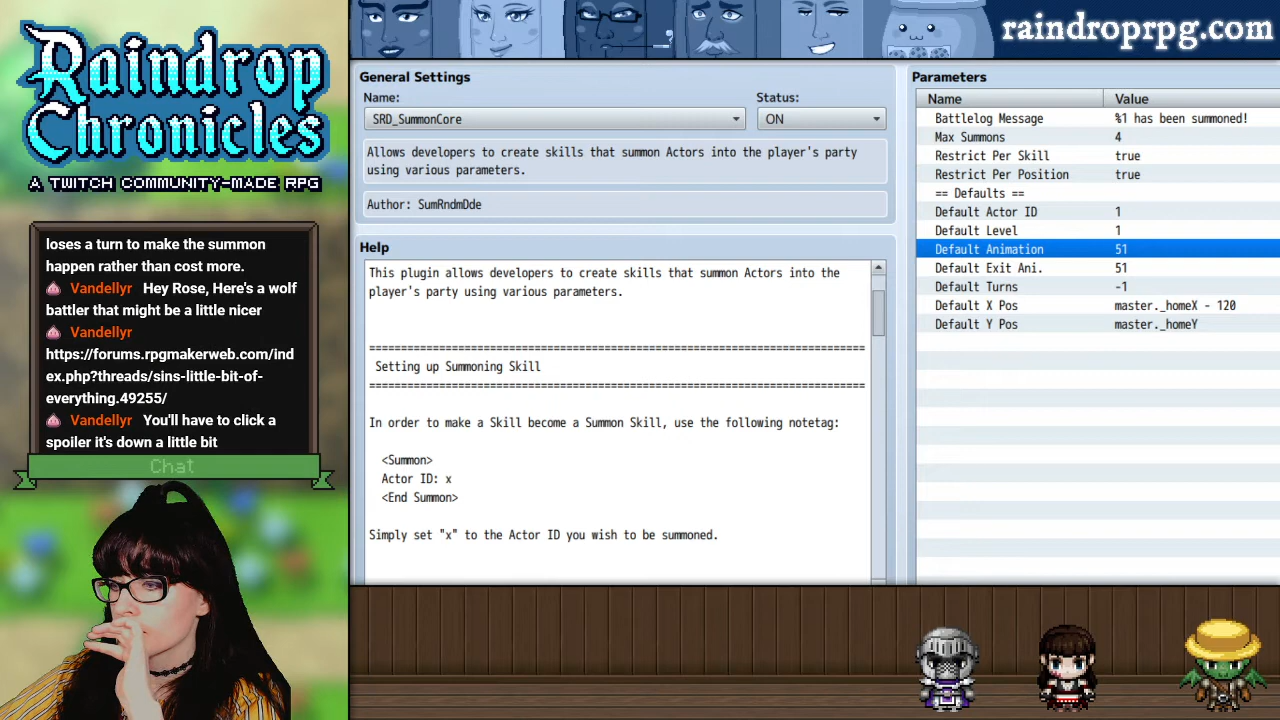 Raindrop
Chronicles
A TWITCH COMMUNITY-MADE RPG
loses a turn to make the summon
happen rather than cost more.
Vandellyr Hey Rose, Here's a wolf
battler that might be a little nicer
Vandellyr
https://forums.rpgmakerweb.com/ind
ex.php?threads/sins-little-bit-of-
everything.49255/
Vandellyr You'll have to click a
spoiler it's down a little bit
Chat
raindroprpg.com
General Settings
Name:
Status:
SRD_SummonCore
ON
Allows developers to create skills that summon Actors into the player's party
using various parameters.
Author: SumRndmDde
Help
This plugin allows developers to create skills that summon Actors into the
player's party using various parameters.
==============================================================================
Setting up Summoning Skill
==============================================================================
In order to make a Skill become a Summon Skill, use the following notetag:
<Summon>
Actor ID: x
<End Summon>
Simply set "x" to the Actor ID you wish to be summoned.
Parameters
Name Value
Battlelog Message %1 has been summoned!
Max Summons 4
Restrict Per Skill true
Restrict Per Position true
== Defaults ==
Default Actor ID 1
Default Level 1
Default Animation 51
Default Exit Ani. 51
Default Turns -1
Default X Pos master._homeX - 120
Default Y Pos master._homeY